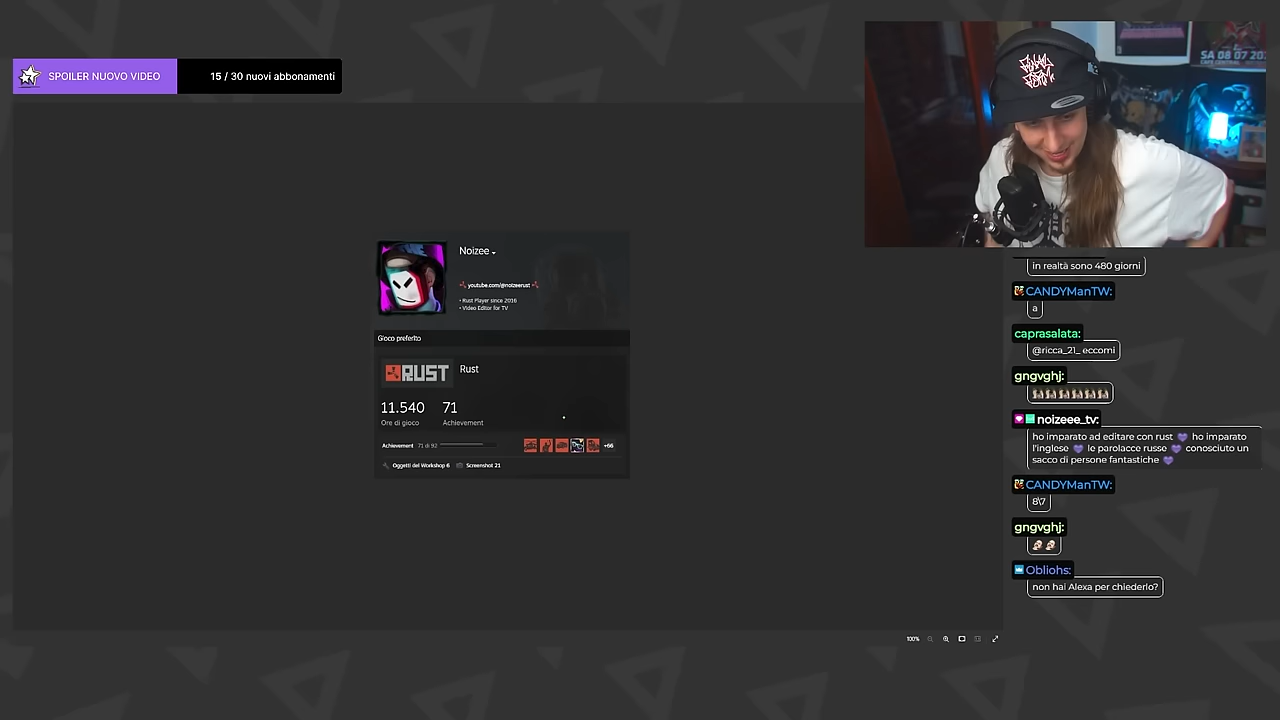 SPOILER NUOVO VIDEO
15 / 30 nuovi abbonamenti
SA 08 07
Noizee
youtube.com/@noizeerust
• Rust Player since 2016
• Video Editor for TV
Gioco preferito
RUST
Rust
11.540
71
Ore di gioco
Achievement
Achievement 71 di 92
+66
Oggetti del Workshop 6
Screenshot 21
100%
in realtà sono 480 giorni
CANDYManTW:
a
caprasalata:
@ricca_21_ eccomi
gngvghj:
noizeee_tv:
ho imparato ad editare con rust 💜 ho imparato
l'inglese 💜 le parolacce russe 💜 conosciuto un
sacco di persone fantastiche 💜
CANDYManTW:
8\7
gngvghj:
Obliohs:
non hai Alexa per chiederlo?